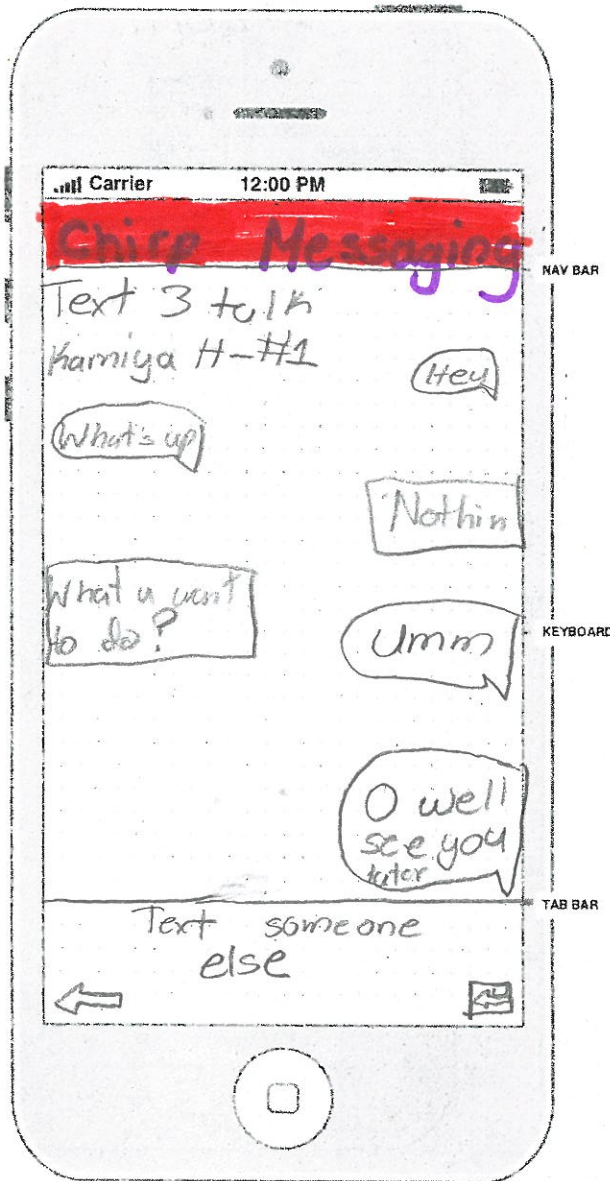 Carrier 12:00 PM
Chirp Messaging
NAV BAR
Text 3 talk
Kamiya H-#1
Hey
What's up
Nothin
What u want
to do?
Umm
KEYBOARD
O well
see you
later
TAB BAR
Text someone
else